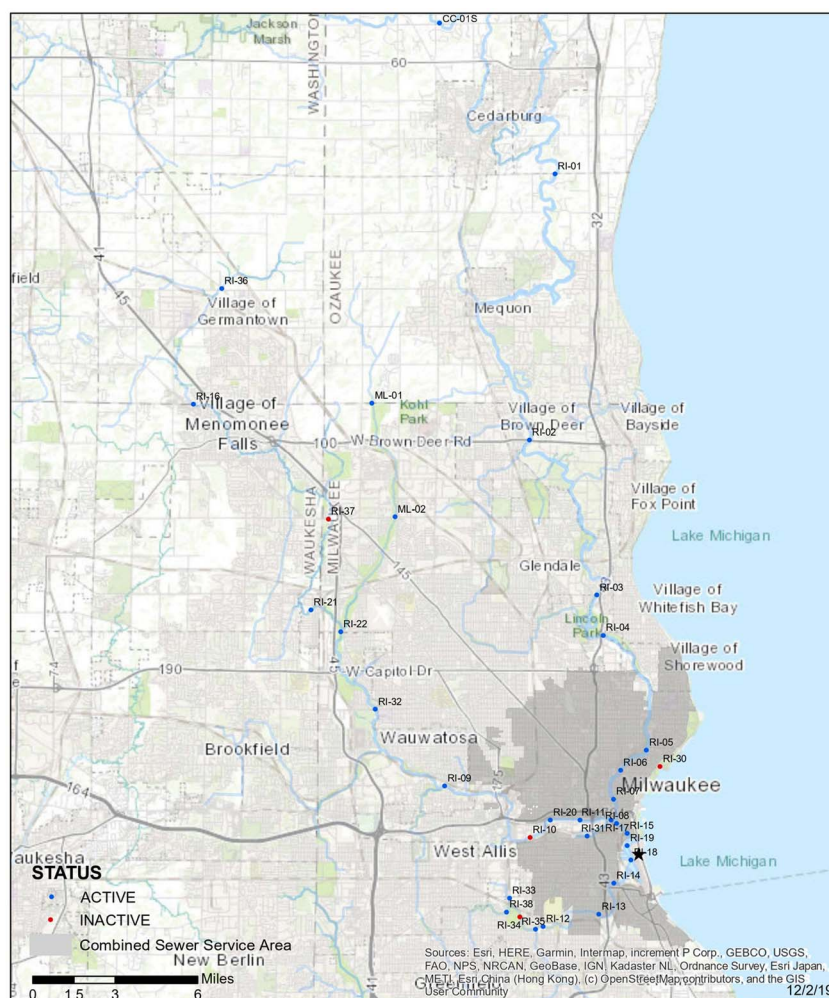 CC-01S
Jackson
Marsh
WASHINGTON
60
Cedarburg
RI-01
32
41
45
OZAUKEE
field
RI-36
Village of
Germantown
Mequon
RI-16
Village of
Menomonee
Falls
ML-01
Kohl
Park
Village of
Brown Deer
Village of
Bayside
100
W Brown Deer Rd
RI-02
Village of
Fox Point
WAUKESHA
MILWAUKEE
RI-37
ML-02
Lake Michigan
145
Glendale
RI-03
Village of
Whitefish Bay
RI-21
RI-22
Lincoln
Park
RI-04
Village of
Shorewood
74
190
45
W Capitol Dr
RI-32
Brookfield
Wauwatosa
RI-05
RI-30
RI-06
175
RI-09
Milwaukee
RI-07
164
RI-20
RI-11
RI-08
RI-10
RI-31
RI-17
RI-15
RI-19
West Allis
RI-18
Lake Michigan
aukesha
43
RI-14
RI-33
RI-38
RI-34
RI-35
RI-12
RI-13
STATUS
ACTIVE
INACTIVE
Combined Sewer Service Area
New Berlin
Miles
0 1.5 3 6
41
Greenfield
Sources: Esri, HERE, Garmin, Intermap, increment P Corp., GEBCO, USGS,
FAO, NPS, NRCAN, GeoBase, IGN, Kadaster NL, Ordnance Survey, Esri Japan,
METI, Esri China (Hong Kong), (c) OpenStreetMap contributors, and the GIS
User Community
12/2/19